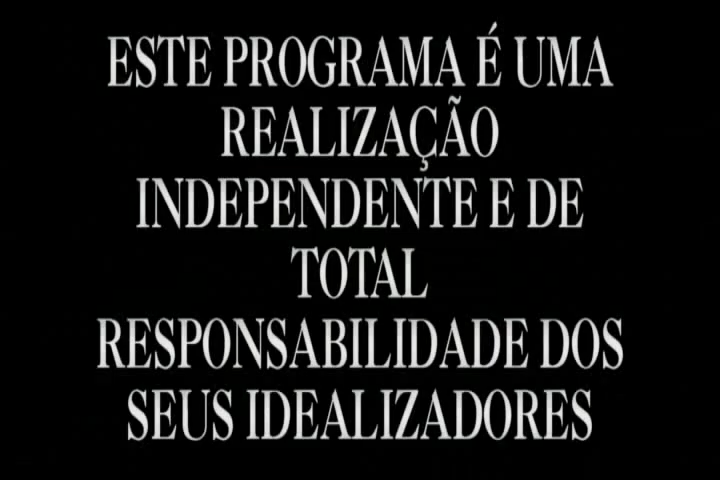 ESTE PROGRAMA É UMA
REALIZAÇÃO
INDEPENDENTE E DE
TOTAL
RESPONSABILIDADE DOS
SEUS IDEALIZADORES